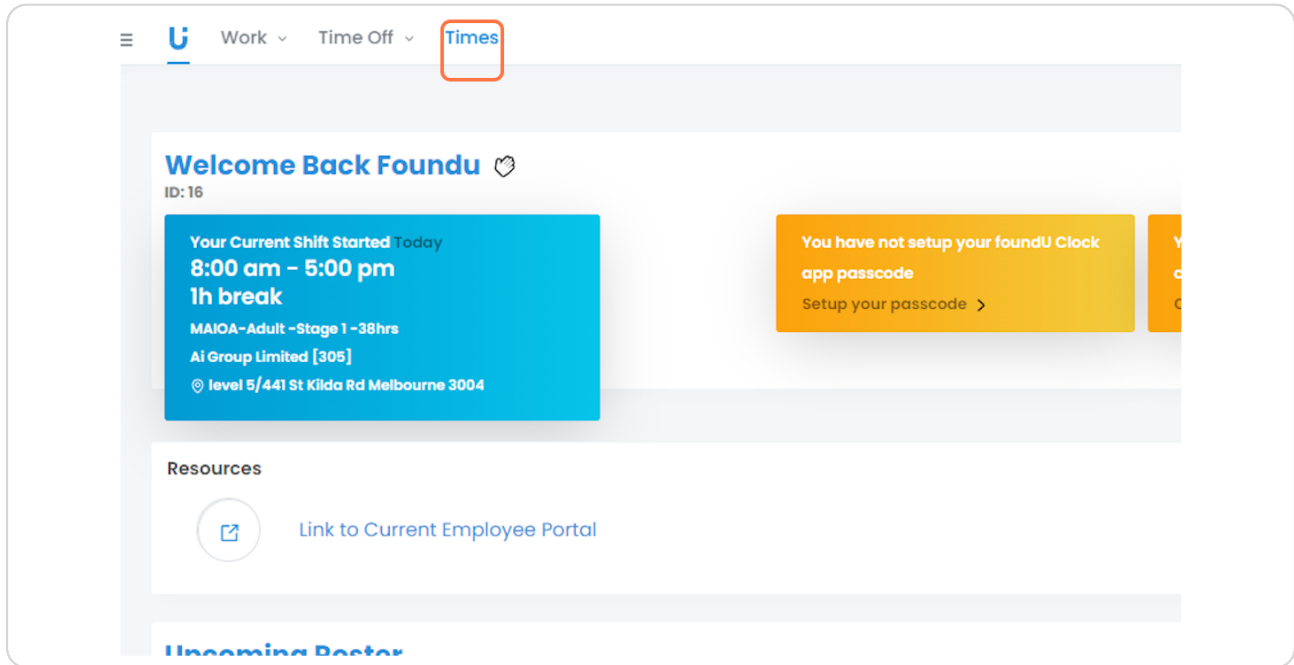 Work Time Off Times
Welcome Back Foundu
ID: 16
Your Current Shift Started Today
8:00 am - 5:00 pm
1h break
MAIOA-Adult -Stage 1 -38hrs
Ai Group Limited [305]
level 5/441 St Kilda Rd Melbourne 3004
You have not setup your foundU Clock
app passcode
Setup your passcode
Resources
Link to Current Employee Portal
Upcoming Roster